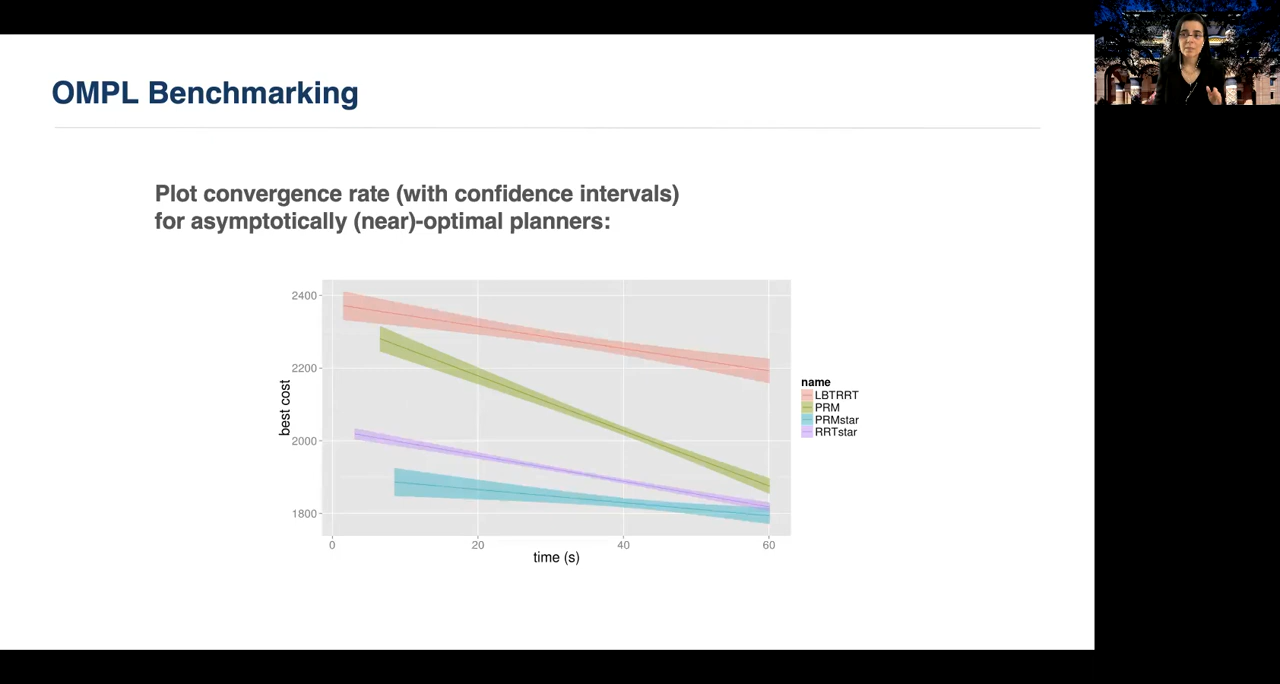 OMPL Benchmarking
Plot convergence rate (with confidence intervals)
for asymptotically (near)-optimal planners:
2400
2200
2000
1800
best cost
0
20
40
60
time (s)
name
LBTRRT
PRM
PRMstar
RRTstar